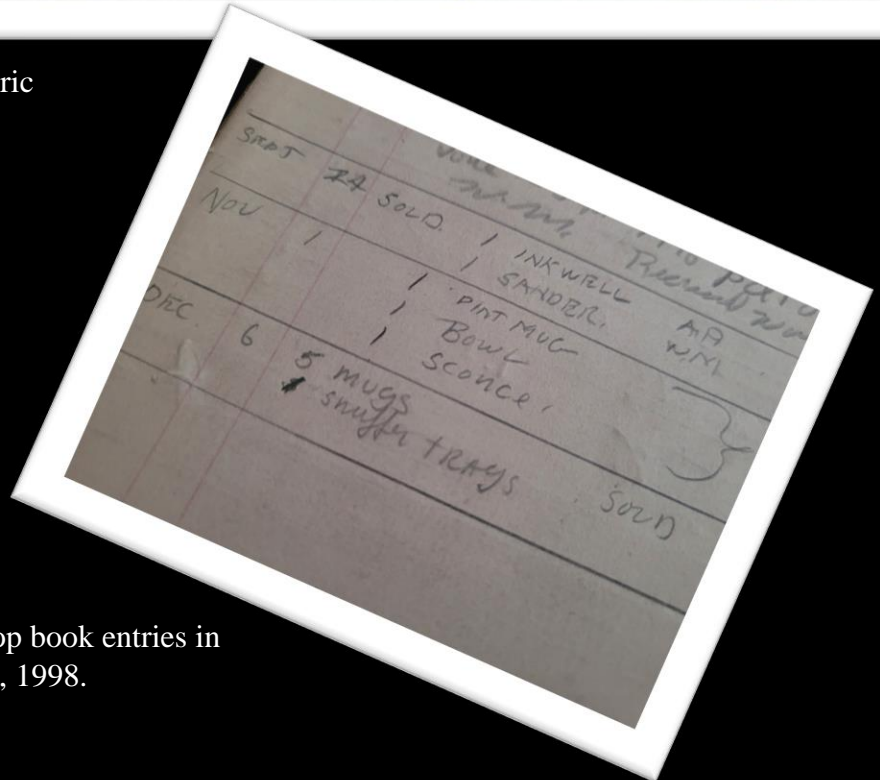 ric
SEPT 24 SOLD. 1 INKWELL AA
1 SANDER. WM
NOV 1 1 PINT MUG
1 BOWL
1 Sconce.
DEC. 6 5 mugs
snuffer TRAYS SOLD
op book entries in
, 1998.